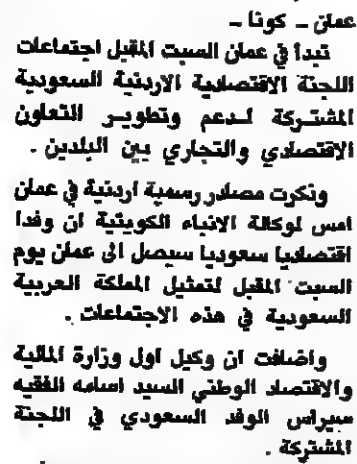 عمان - كونا -
تبدأ في عمان السبت المقبل اجتماعات
اللجنة الاقتصادية الاردنية السعودية
المشتركة لدعم وتطوير التعاون
الاقتصادي والتجاري بين البلدين .
وذكرت مصادر رسمية اردنية في عمان
امس لوكالة الانباء الكويتية ان وفدا
اقتصاديا سعوديا سيصل الى عمان يوم
السبت المقبل لتمثيل المملكة العربية
السعودية في هذه الاجتماعات .
واضافت ان وكيل اول وزارة المالية
والاقتصاد الوطني السيد اسامه الفقيه
سيراس الوفد السعودي في اللجنة
المشتركة .